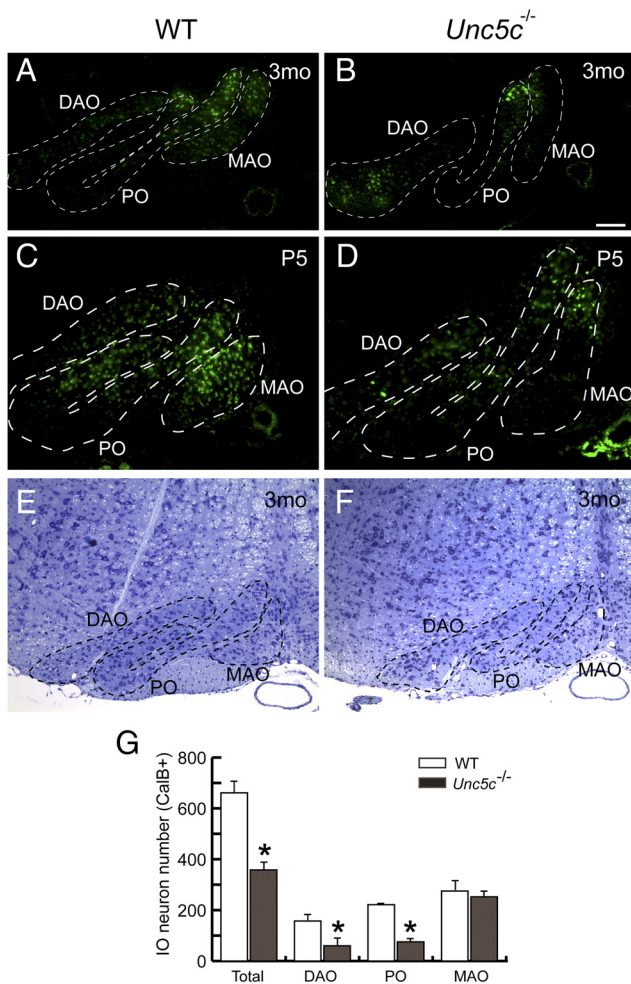 WT Unc5c-/-
A 3mo
DAO
MAO
PO
B 3mo
DAO
MAO
PO
C P5
DAO
MAO
PO
D P5
DAO
MAO
PO
E 3mo
DAO
MAO
PO
F 3mo
DAO
MAO
PO
G
IO neuron number (CalB+)
800
600
400
200
0
WT
Unc5c-/-
*
*
*
Total DAO PO MAO